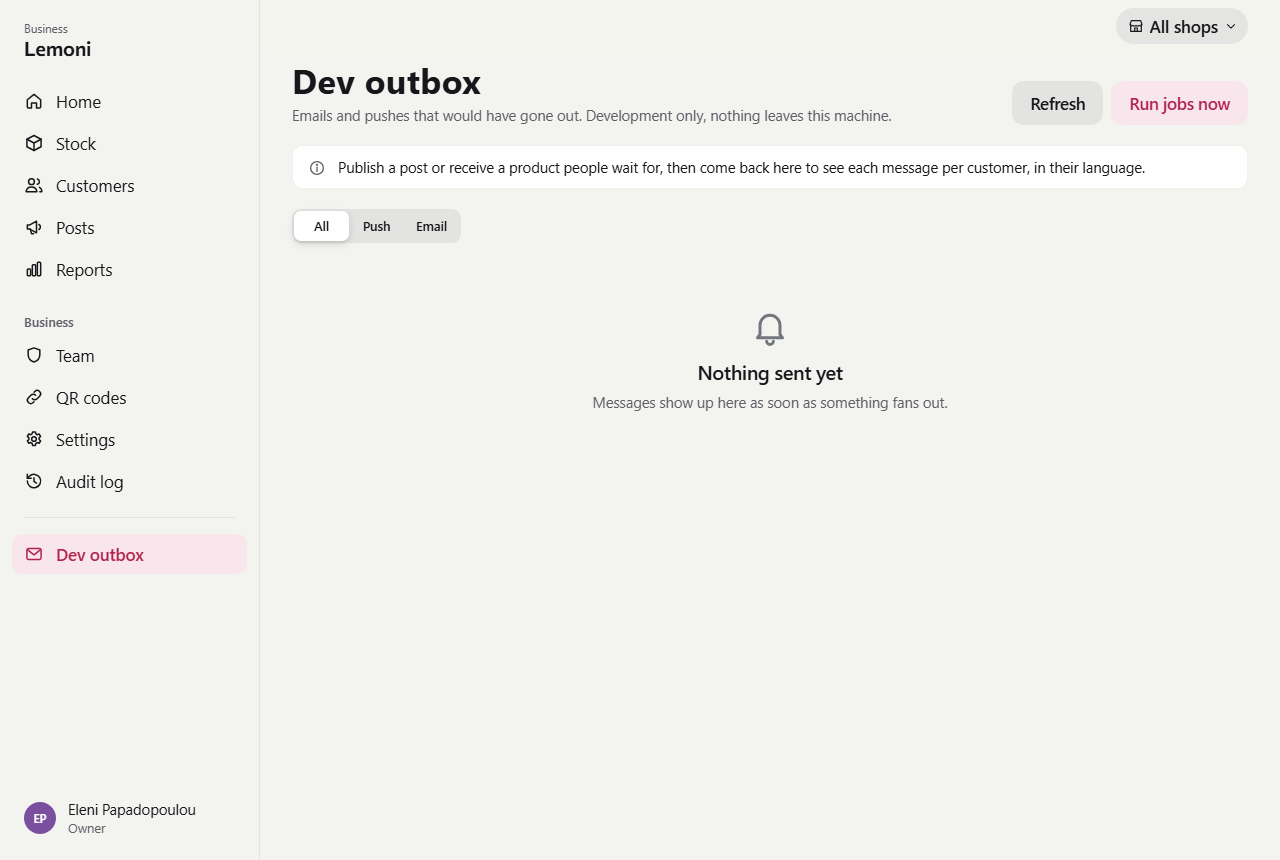 Business
Lemoni
Home
Stock
Customers
Posts
Reports
Business
Team
QR codes
Settings
Audit log
Dev outbox
EP
Eleni Papadopoulou
Owner
All shops
Dev outbox
Emails and pushes that would have gone out. Development only, nothing leaves this machine.
Refresh
Run jobs now
Publish a post or receive a product people wait for, then come back here to see each message per customer, in their language.
All
Push
Email
Nothing sent yet
Messages show up here as soon as something fans out.